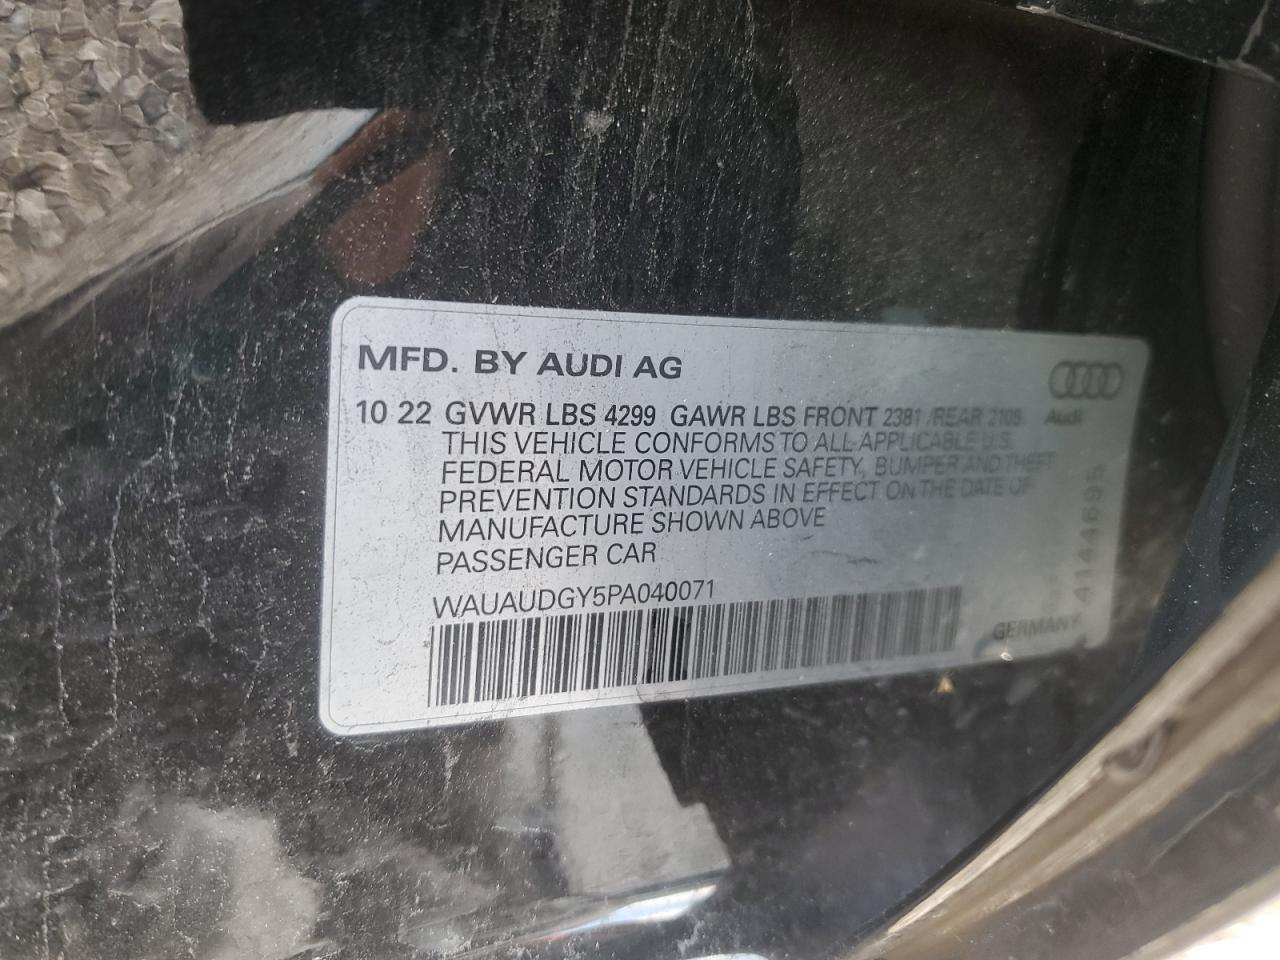 MFD. BY AUDI AG
10 22 GVWR LBS 4299 GAWR LBS FRONT 2381 /REAR 2105
Audi
THIS VEHICLE CONFORMS TO ALL APPLICABLE U.S.
FEDERAL MOTOR VEHICLE SAFETY, BUMPER AND THEFT
PREVENTION STANDARDS IN EFFECT ON THE DATE OF
MANUFACTURE SHOWN ABOVE
PASSENGER CAR
WAUAUDGY5PA040071
GERMANY
4144695